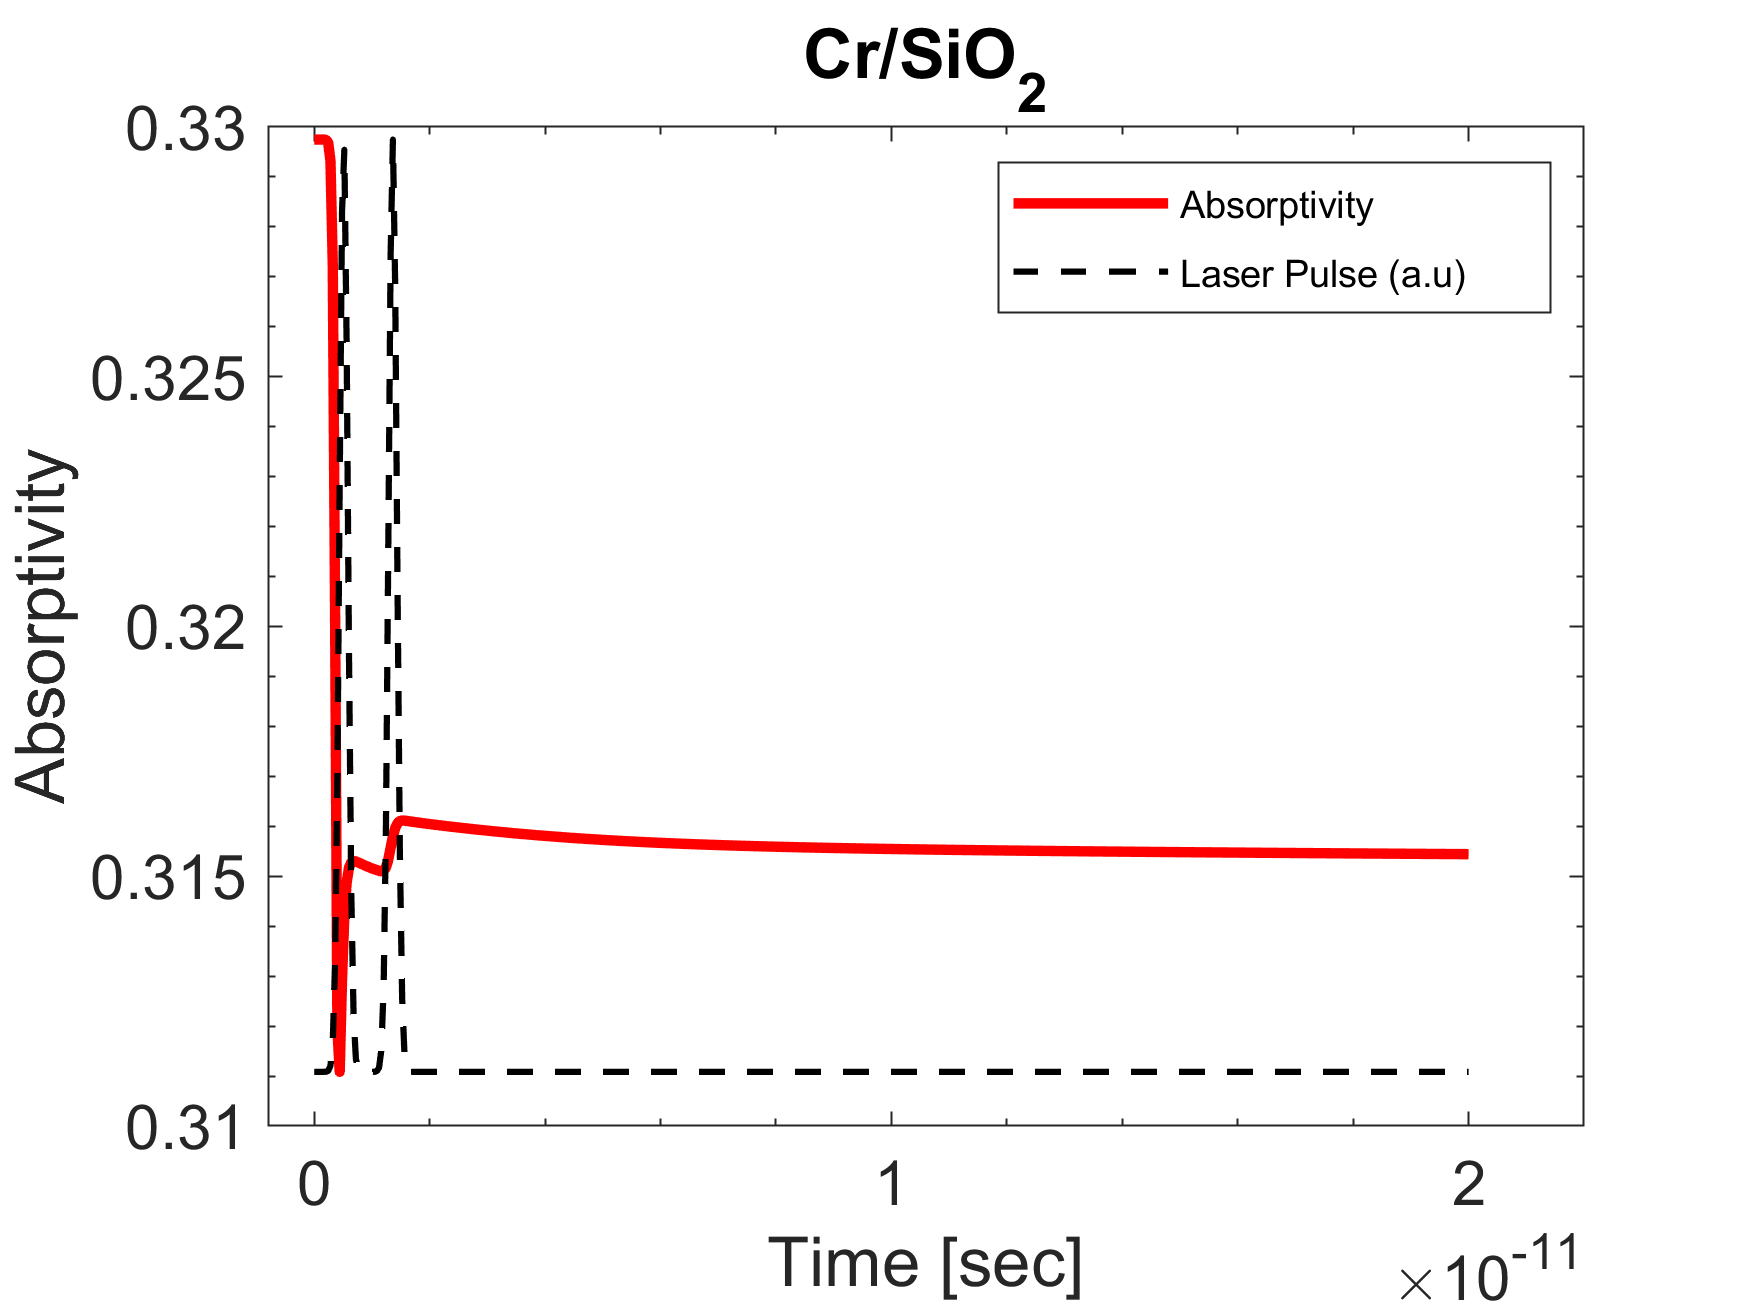 Cr/SiO2
0.33
0.325
0.32
0.315
0.31
Absorptivity
Absorptivity
Laser Pulse (a.u)
0 1 2
Time [sec]
×10-11